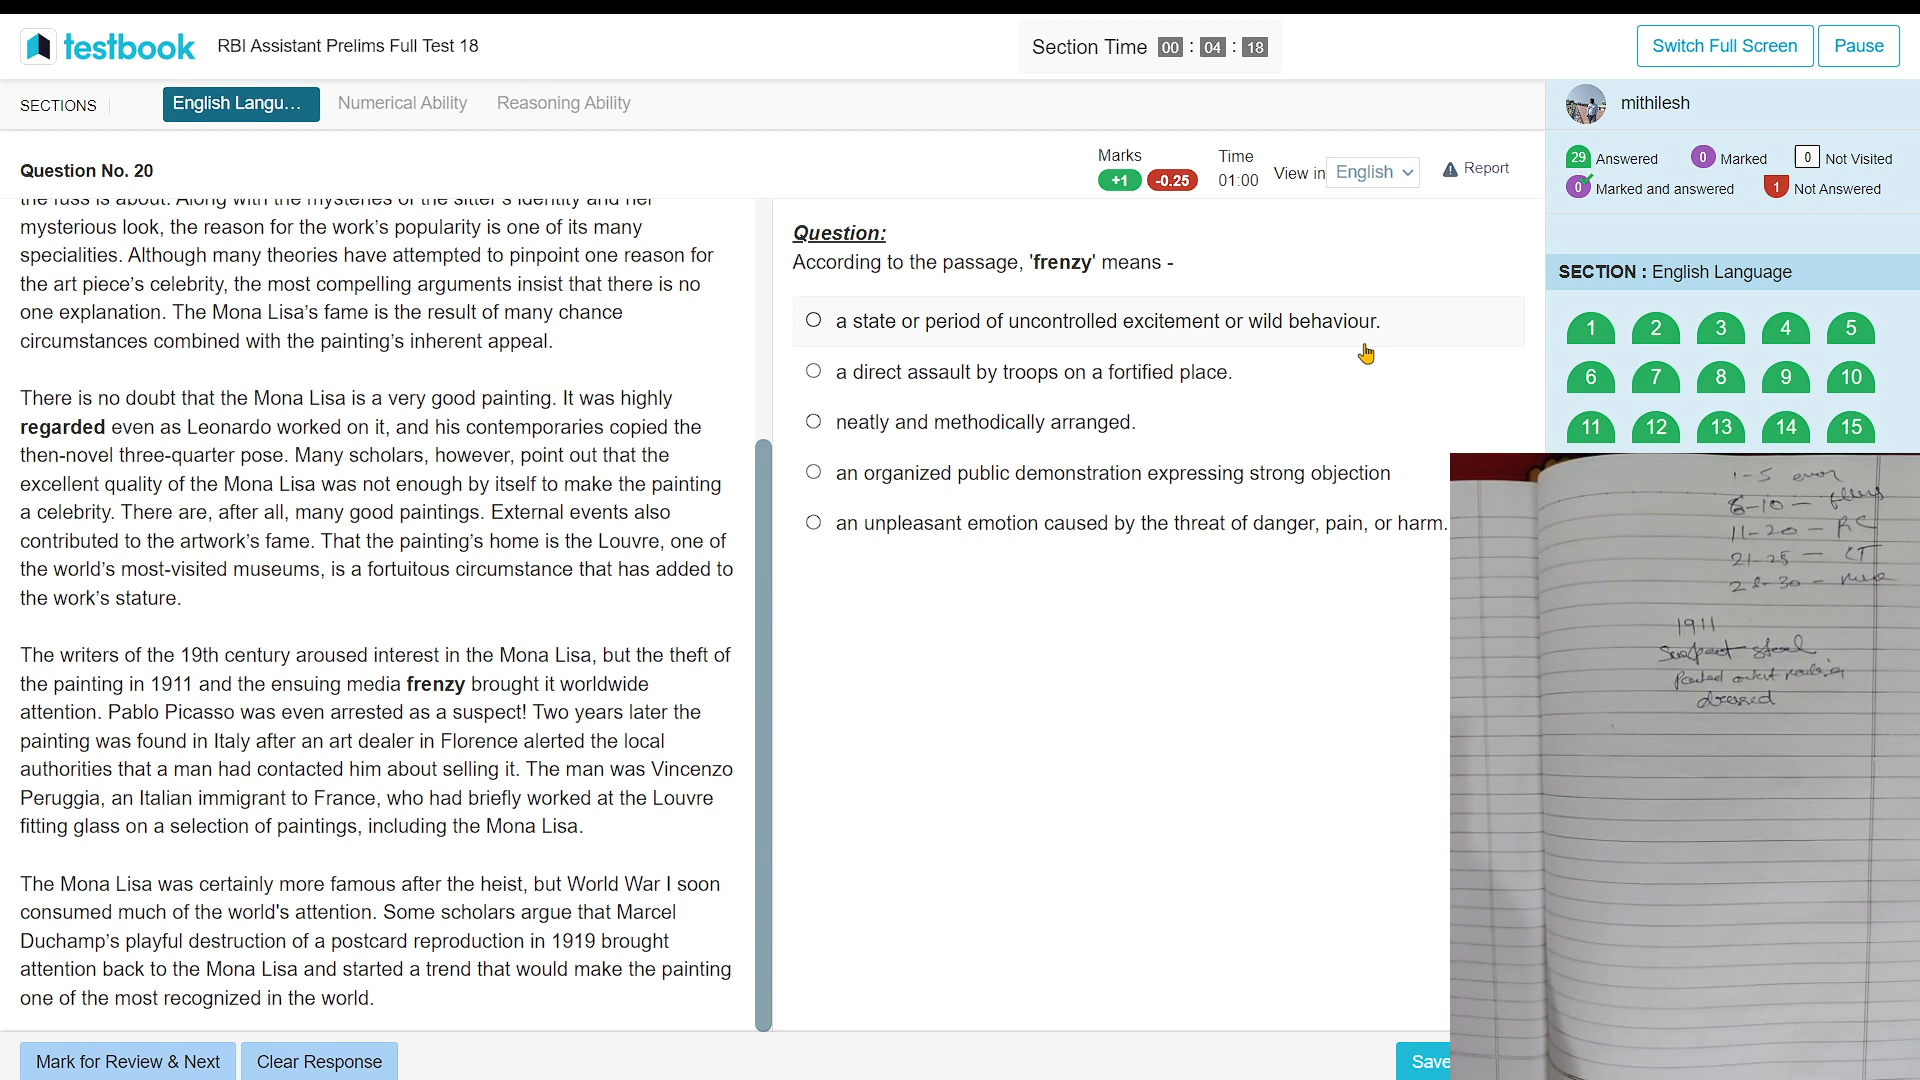 testbook
RBI Assistant Prelims Full Test 18
Section Time 00 : 04 : 18
Switch Full Screen
Pause
SECTIONS
English Langu...
Numerical Ability
Reasoning Ability
mithilesh
Question No. 20
Marks
+1 -0.25
Time
01:00
View in English
Report
29 Answered
0 Marked
0 Not Visited
0 Marked and answered
1 Not Answered
SECTION : English Language
1 2 3 4 5
6 7 8 9 10
11 12 13 14 15
the fuss is about. Along with the mysteries of the sitter's identity and her
mysterious look, the reason for the work's popularity is one of its many
specialities. Although many theories have attempted to pinpoint one reason for
the art piece's celebrity, the most compelling arguments insist that there is no
one explanation. The Mona Lisa's fame is the result of many chance
circumstances combined with the painting's inherent appeal.
There is no doubt that the Mona Lisa is a very good painting. It was highly
regarded even as Leonardo worked on it, and his contemporaries copied the
then-novel three-quarter pose. Many scholars, however, point out that the
excellent quality of the Mona Lisa was not enough by itself to make the painting
a celebrity. There are, after all, many good paintings. External events also
contributed to the artwork's fame. That the painting's home is the Louvre, one of
the world's most-visited museums, is a fortuitous circumstance that has added to
the work's stature.
The writers of the 19th century aroused interest in the Mona Lisa, but the theft of
the painting in 1911 and the ensuing media frenzy brought it worldwide
attention. Pablo Picasso was even arrested as a suspect! Two years later the
painting was found in Italy after an art dealer in Florence alerted the local
authorities that a man had contacted him about selling it. The man was Vincenzo
Peruggia, an Italian immigrant to France, who had briefly worked at the Louvre
fitting glass on a selection of paintings, including the Mona Lisa.
The Mona Lisa was certainly more famous after the heist, but World War I soon
consumed much of the world's attention. Some scholars argue that Marcel
Duchamp's playful destruction of a postcard reproduction in 1919 brought
attention back to the Mona Lisa and started a trend that would make the painting
one of the most recognized in the world.
Question:
According to the passage, 'frenzy' means -
a state or period of uncontrolled excitement or wild behaviour.
a direct assault by troops on a fortified place.
neatly and methodically arranged.
an organized public demonstration expressing strong objection
an unpleasant emotion caused by the threat of danger, pain, or harm.
Mark for Review & Next
Clear Response
Save
1-5
6-10 -
11-20 - RC
21-25 - CT
1911
dressed